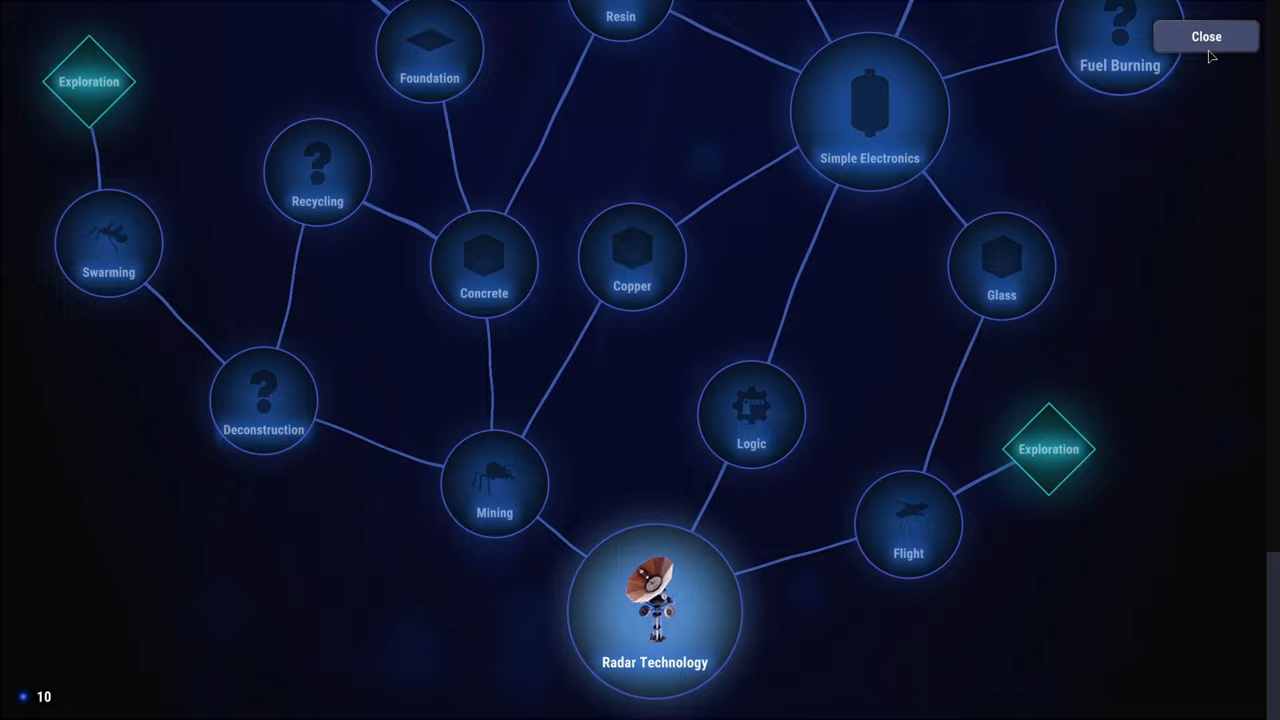 Resin
Close
Fuel Burning
Foundation
Exploration
Simple Electronics
Recycling
Swarming
Copper
Concrete
Glass
Deconstruction
Logic
Exploration
Mining
Flight
Radar Technology
10